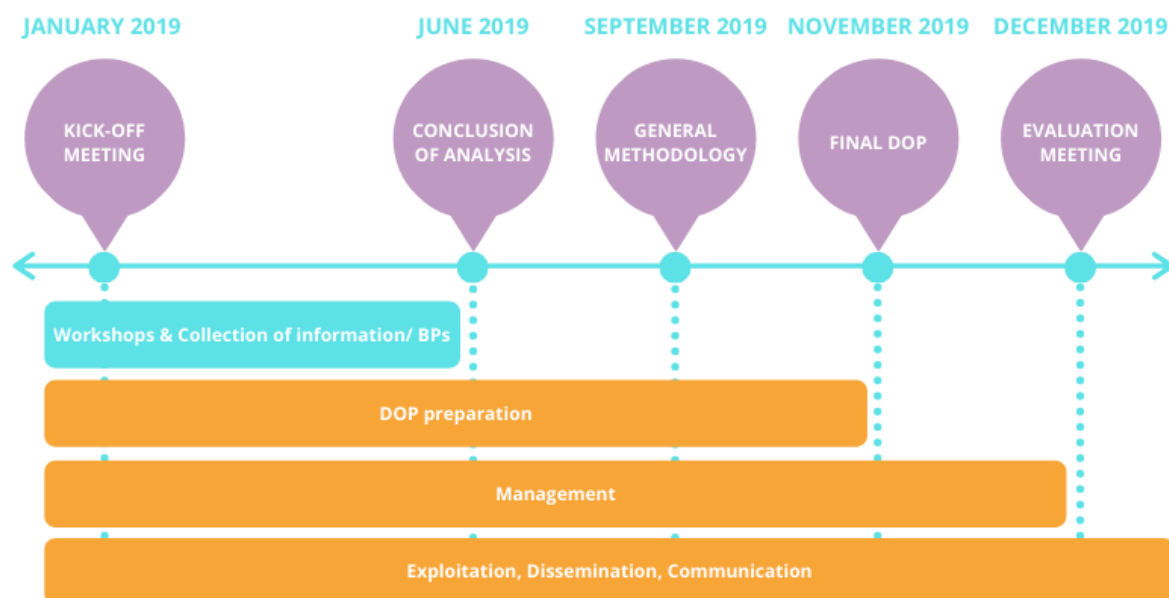 JANUARY 2019
JUNE 2019
SEPTEMBER 2019
NOVEMBER 2019
DECEMBER 2019
KICK-OFF
MEETING
CONCLUSION
OF ANALYSIS
GENERAL
METHODOLOGY
FINAL DOP
EVALUATION
MEETING
Workshops & Collection of information/ BPs
DOP preparation
Management
Exploitation, Dissemination, Communication